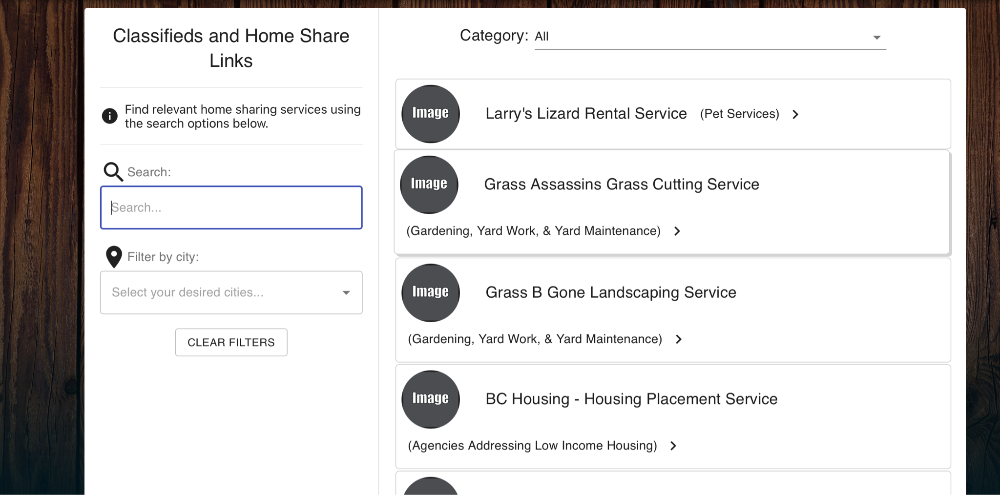 Classifieds and Home Share
Links
Find relevant home sharing services using
the search options below.
Search:
Search...
Filter by city:
Select your desired cities...
CLEAR FILTERS
Category: All
Image
Larry's Lizard Rental Service (Pet Services)
Image
Grass Assassins Grass Cutting Service
(Gardening, Yard Work, & Yard Maintenance)
Image
Grass B Gone Landscaping Service
(Gardening, Yard Work, & Yard Maintenance)
Image
BC Housing - Housing Placement Service
(Agencies Addressing Low Income Housing)